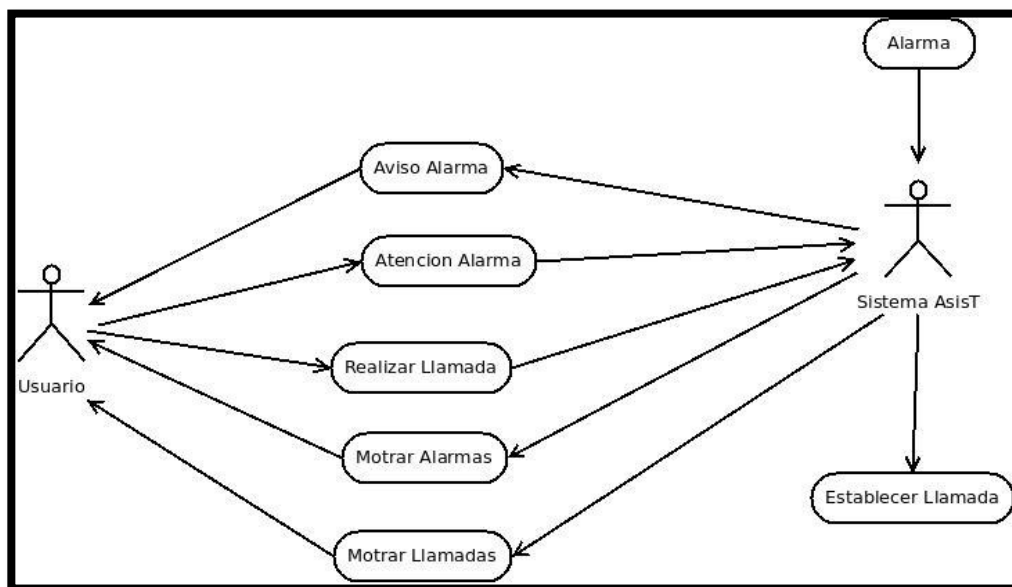 Alarma
Aviso Alarma
Atencion Alarma
Sistema AsisT
Realizar Llamada
Usuario
Motrar Alarmas
Establecer Llamada
Motrar Llamadas